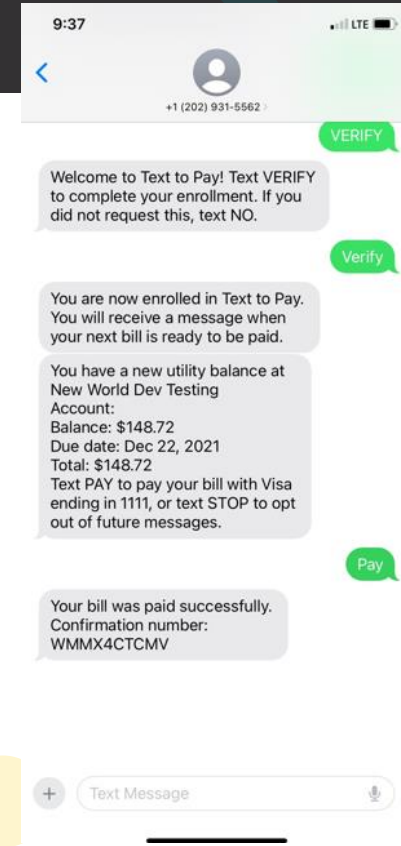 9:37
LTE
+1 (202) 931-5562
VERIFY
Welcome to Text to Pay! Text VERIFY
to complete your enrollment. If you
did not request this, text NO.
Verify
You are now enrolled in Text to Pay.
You will receive a message when
your next bill is ready to be paid.
You have a new utility balance at
New World Dev Testing
Account:
Balance: $148.72
Due date: Dec 22, 2021
Total: $148.72
Text PAY to pay your bill with Visa
ending in 1111, or text STOP to opt
out of future messages.
Pay
Your bill was paid successfully.
Confirmation number:
WMMX4CTCMV
Text Message